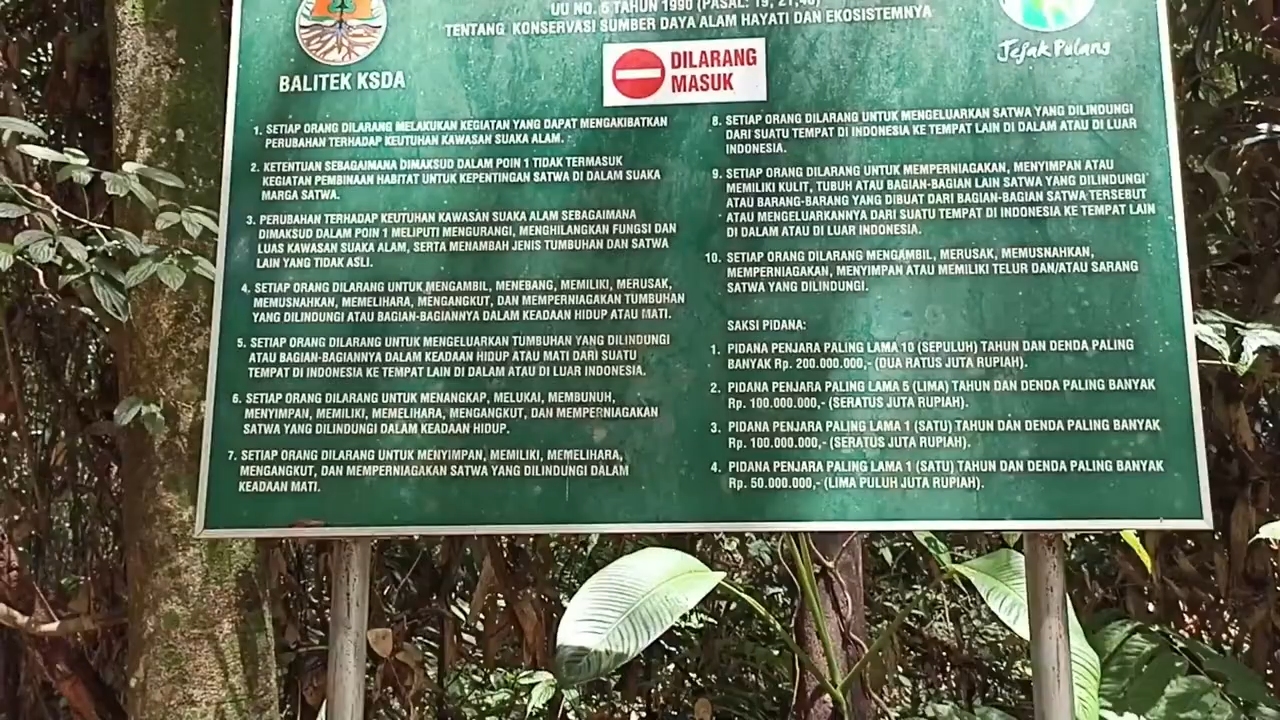 UU NO. 5 TAHUN 1990 (PASAL: 19, 21,40)
TENTANG KONSERVASI SUMBER DAYA ALAM HAYATI DAN EKOSISTEMNYA
BALITEK KSDA
DILARANG
MASUK
Jejak Pulang
1. SETIAP ORANG DILARANG MELAKUKAN KEGIATAN YANG DAPAT MENGAKIBATKAN
PERUBAHAN TERHADAP KEUTUHAN KAWASAN SUAKA ALAM.
2. KETENTUAN SEBAGAIMANA DIMAKSUD DALAM POIN 1 TIDAK TERMASUK
KEGIATAN PEMBINAAN HABITAT UNTUK KEPENTINGAN SATWA DI DALAM SUAKA
MARGA SATWA.
3. PERUBAHAN TERHADAP KEUTUHAN KAWASAN SUAKA ALAM SEBAGAIMANA
DIMAKSUD DALAM POIN 1 MELIPUTI MENGURANGI, MENGHILANGKAN FUNGSI DAN
LUAS KAWASAN SUAKA ALAM, SERTA MENAMBAH JENIS TUMBUHAN DAN SATWA
LAIN YANG TIDAK ASLI.
4. SETIAP ORANG DILARANG UNTUK MENGAMBIL, MENEBANG, MEMILIKI, MERUSAK,
MEMUSNAHKAN, MEMELIHARA, MENGANGKUT, DAN MEMPERNIAGAKAN TUMBUHAN
YANG DILINDUNGI ATAU BAGIAN-BAGIANNYA DALAM KEADAAN HIDUP ATAU MATI.
5. SETIAP ORANG DILARANG UNTUK MENGELUARKAN TUMBUHAN YANG DILINDUNGI
ATAU BAGIAN-BAGIANNYA DALAM KEADAAN HIDUP ATAU MATI DARI SUATU
TEMPAT DI INDONESIA KE TEMPAT LAIN DI DALAM ATAU DI LUAR INDONESIA.
6. SETIAP ORANG DILARANG UNTUK MENANGKAP, MELUKAI, MEMBUNUH,
MENYIMPAN, MEMILIKI, MEMELIHARA, MENGANGKUT, DAN MEMPERNIAGAKAN
SATWA YANG DILINDUNGI DALAM KEADAAN HIDUP.
7. SETIAP ORANG DILARANG UNTUK MENYIMPAN, MEMILIKI, MEMELIHARA,
MENGANGKUT, DAN MEMPERNIAGAKAN SATWA YANG DILINDUNGI DALAM
KEADAAN MATI.
8. SETIAP ORANG DILARANG UNTUK MENGELUARKAN SATWA YANG DILINDUNGI
DARI SUATU TEMPAT DI INDONESIA KE TEMPAT LAIN DI DALAM ATAU DI LUAR
INDONESIA.
9. SETIAP ORANG DILARANG UNTUK MEMPERNIAGAKAN, MENYIMPAN ATAU
MEMILIKI KULIT, TUBUH ATAU BAGIAN-BAGIAN LAIN SATWA YANG DILINDUNGI
ATAU BARANG-BARANG YANG DIBUAT DARI BAGIAN-BAGIAN SATWA TERSEBUT
ATAU MENGELUARKANNYA DARI SUATU TEMPAT DI INDONESIA KE TEMPAT LAIN
DI DALAM ATAU DI LUAR INDONESIA.
10. SETIAP ORANG DILARANG MENGAMBIL, MERUSAK, MEMUSNAHKAN,
MEMPERNIAGAKAN, MENYIMPAN ATAU MEMILIKI TELUR DAN/ATAU SARANG
SATWA YANG DILINDUNGI.
SAKSI PIDANA:
1. PIDANA PENJARA PALING LAMA 10 (SEPULUH) TAHUN DAN DENDA PALING
BANYAK Rp. 200.000.000,- (DUA RATUS JUTA RUPIAH).
2. PIDANA PENJARA PALING LAMA 5 (LIMA) TAHUN DAN DENDA PALING BANYAK
Rp. 100.000.000,- (SERATUS JUTA RUPIAH).
3. PIDANA PENJARA PALING LAMA 1 (SATU) TAHUN DAN DENDA PALING BANYAK
Rp. 100.000.000,- (SERATUS JUTA RUPIAH).
4. PIDANA PENJARA PALING LAMA 1 (SATU) TAHUN DAN DENDA PALING BANYAK
Rp. 50.000.000,- (LIMA PULUH JUTA RUPIAH).